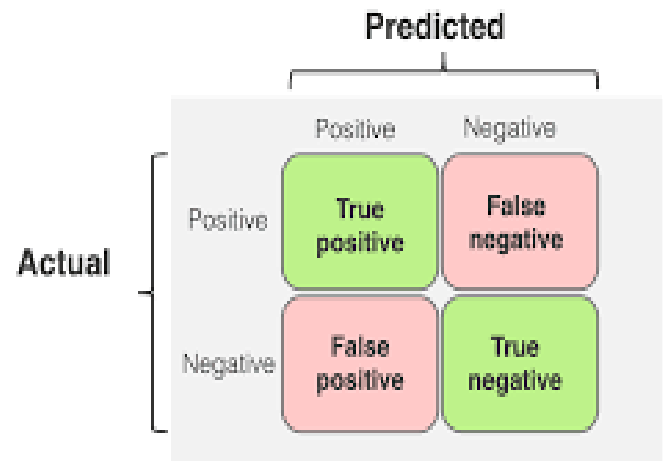 Predicted
Positive Negative
Positive
True
positive
False
negative
Actual
Negative
False
positive
True
negative